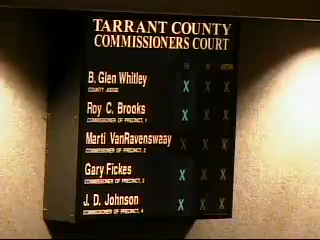 TARRANT COUNTY
COMMISSIONERS COURT
B. Glen Whitley
COUNTY JUDGE
Roy C. Brooks
COMMISSIONER OF PRECINCT, 1
Marti VanRavenswaay
COMMISSIONER OF PRECINCT, 2
Gary Fickes
COMMISSIONER OF PRECINCT, 3
J. D. Johnson
COMMISSIONER OF PRECINCT, 4